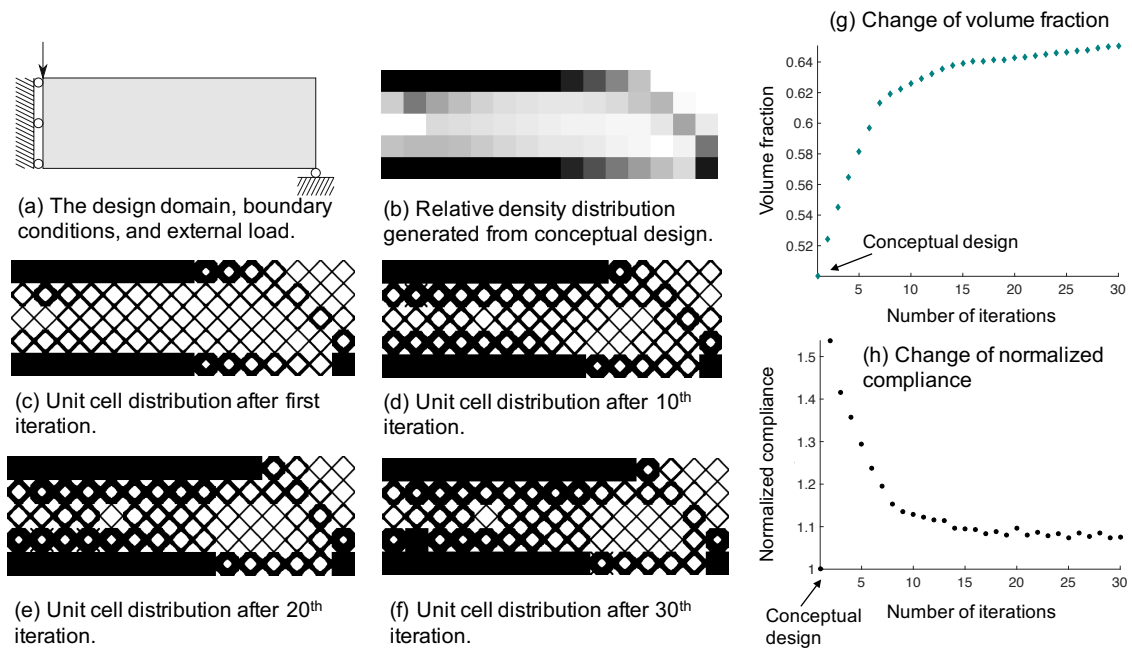 (a) The design domain, boundary
conditions, and external load.
(b) Relative density distribution
generated from conceptual design.
(c) Unit cell distribution after first
iteration.
(d) Unit cell distribution after 10th
iteration.
(e) Unit cell distribution after 20th
iteration.
(f) Unit cell distribution after 30th
iteration.
(g) Change of volume fraction
0.64
0.62
0.6
0.58
0.56
0.54
0.52
Volume fraction
Conceptual design
5 10 15 20 25 30
Number of iterations
(h) Change of normalized
compliance
1.5
1.4
1.3
1.2
1.1
1
Normalized compliance
5 10 15 20 25 30
Number of iterations
Conceptual
design